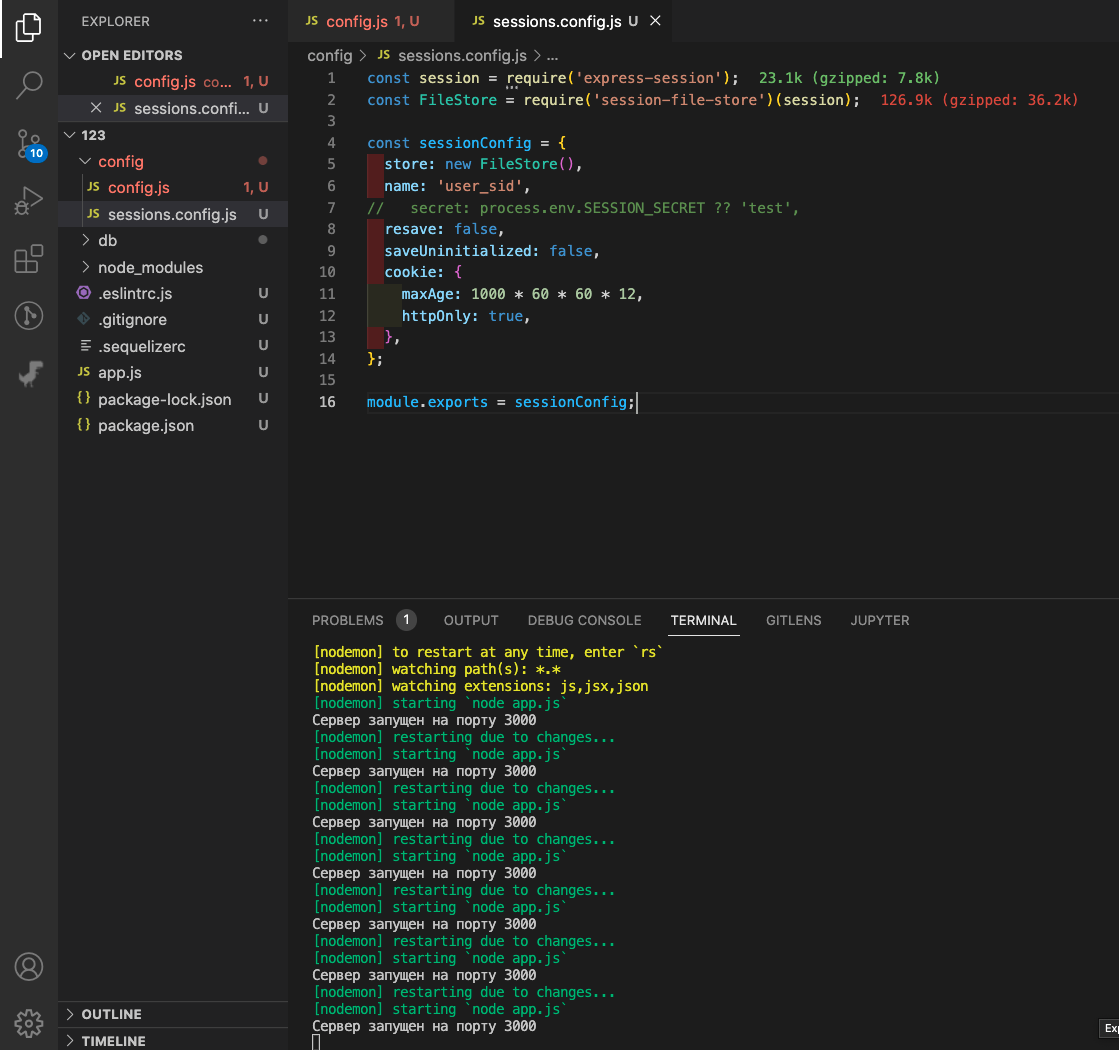 EXPLORER
OPEN EDITORS
JS config.js co... 1, U
JS sessions.confi... U
123
config
JS config.js 1, U
JS sessions.config.js U
db
node_modules
.eslintrc.js U
.gitignore U
.sequelizerc U
JS app.js U
{} package-lock.json U
{} package.json U
OUTLINE
TIMELINE
10
JS config.js 1, U
JS sessions.config.js U
config > JS sessions.config.js > ...
1 const session = require('express-session'); 23.1k (gzipped: 7.8k)
2 const FileStore = require('session-file-store')(session); 126.9k (gzipped: 36.2k)
3
4 const sessionConfig = {
5 store: new FileStore(),
6 name: 'user_sid',
7 // secret: process.env.SESSION_SECRET ?? 'test',
8 resave: false,
9 saveUninitialized: false,
10 cookie: {
11 maxAge: 1000 * 60 * 60 * 12,
12 httpOnly: true,
13 },
14 };
15
16 module.exports = sessionConfig;
PROBLEMS 1 OUTPUT DEBUG CONSOLE TERMINAL GITLENS JUPYTER
[nodemon] to restart at any time, enter `rs`
[nodemon] watching path(s): *.*
[nodemon] watching extensions: js,jsx,json
[nodemon] starting `node app.js`
Сервер запущен на порту 3000
[nodemon] restarting due to changes...
[nodemon] starting `node app.js`
Сервер запущен на порту 3000
[nodemon] restarting due to changes...
[nodemon] starting `node app.js`
Сервер запущен на порту 3000
[nodemon] restarting due to changes...
[nodemon] starting `node app.js`
Сервер запущен на порту 3000
[nodemon] restarting due to changes...
[nodemon] starting `node app.js`
Сервер запущен на порту 3000
[nodemon] restarting due to changes...
[nodemon] starting `node app.js`
Сервер запущен на порту 3000
[nodemon] restarting due to changes...
[nodemon] starting `node app.js`
Сервер запущен на порту 3000